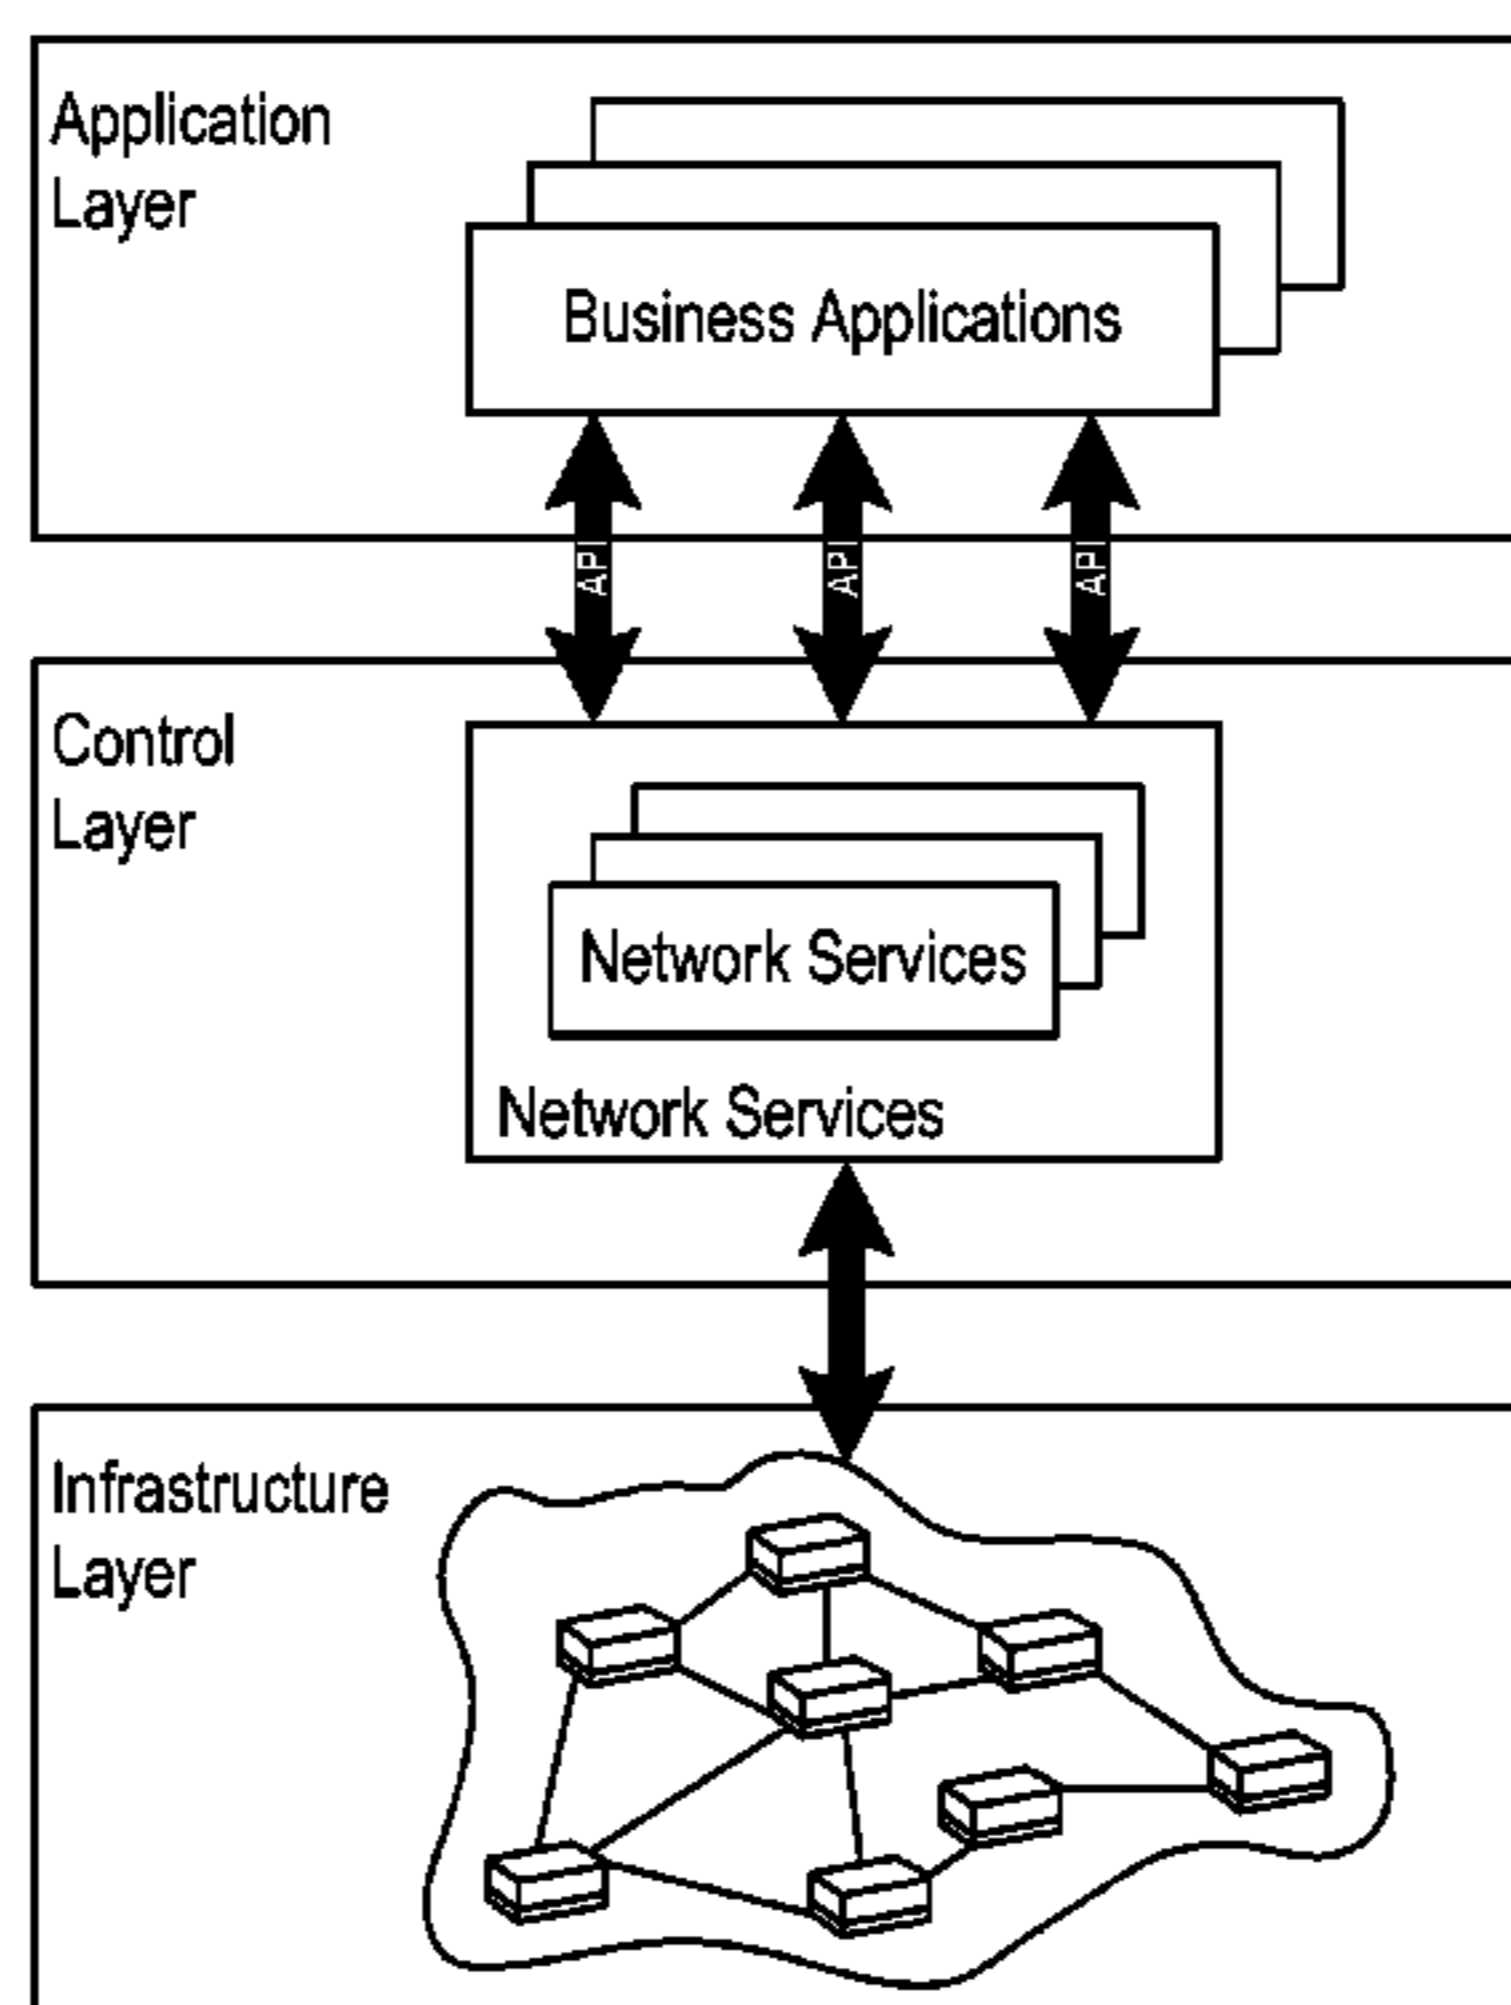 Application
Layer
Business Applications
API
API
API
Control
Layer
Network Services
Network Services
Infrastructure
Layer